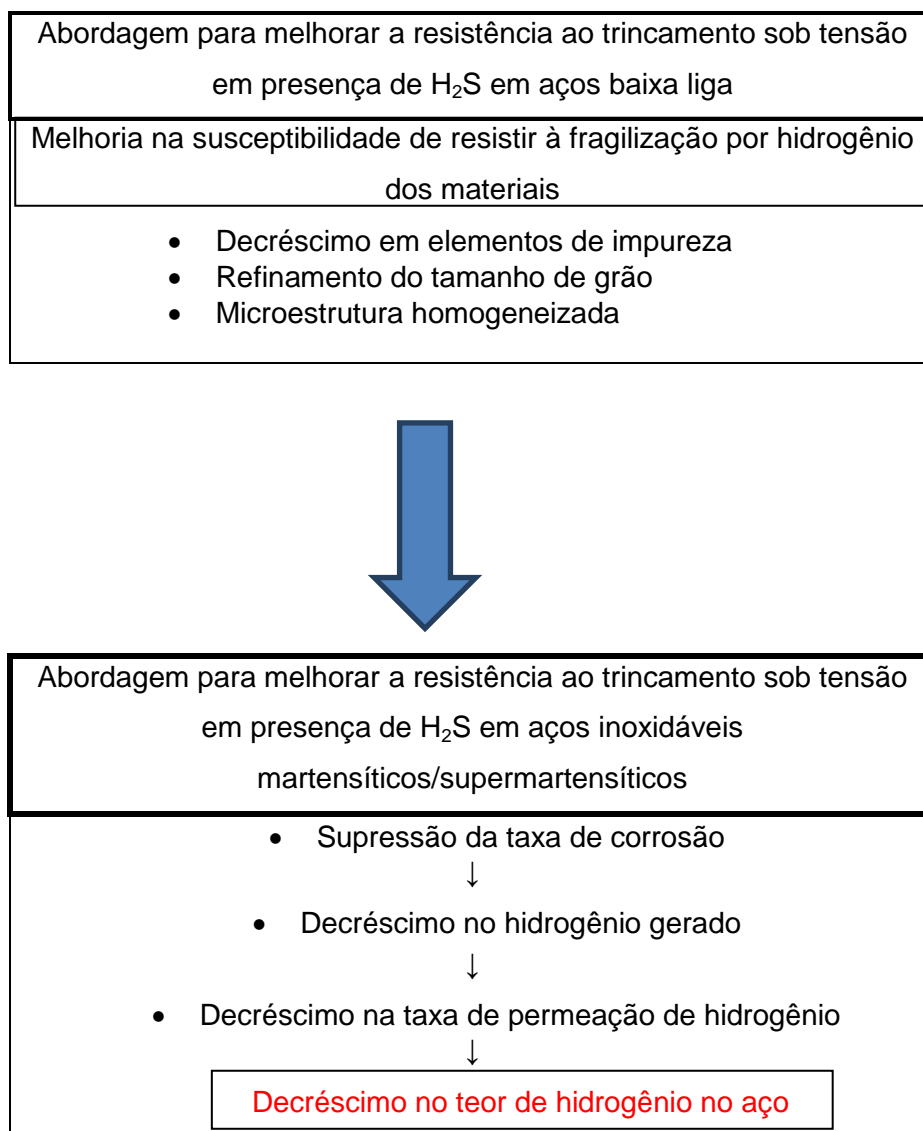 Abordagem para melhorar a resistência ao trincamento sob tensão
em presença de H₂S em aços baixa liga
Melhoria na susceptibilidade de resistir à fragilização por hidrogênio
dos materiais
• Decréscimo em elementos de impureza
• Refinamento do tamanho de grão
• Microestrutura homogeneizada
Abordagem para melhorar a resistência ao trincamento sob tensão
em presença de H₂S em aços inoxidáveis
martensíticos/supermartensíticos
• Supressão da taxa de corrosão
↓
• Decréscimo no hidrogênio gerado
↓
• Decréscimo na taxa de permeação de hidrogênio
↓
Decréscimo no teor de hidrogênio no aço